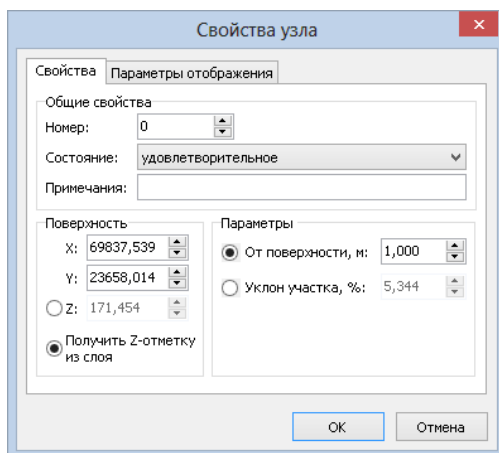 Свойства узла
Свойства
Параметры отображения
Общие свойства
Номер: 0
Состояние: удовлетворительное
Примечания:
Поверхность
X: 69837,539
Y: 23658,014
Z: 171,454
Получить Z-отметку
из слоя
Параметры
От поверхности, м: 1,000
Уклон участка, %: 5,344
OK
Отмена